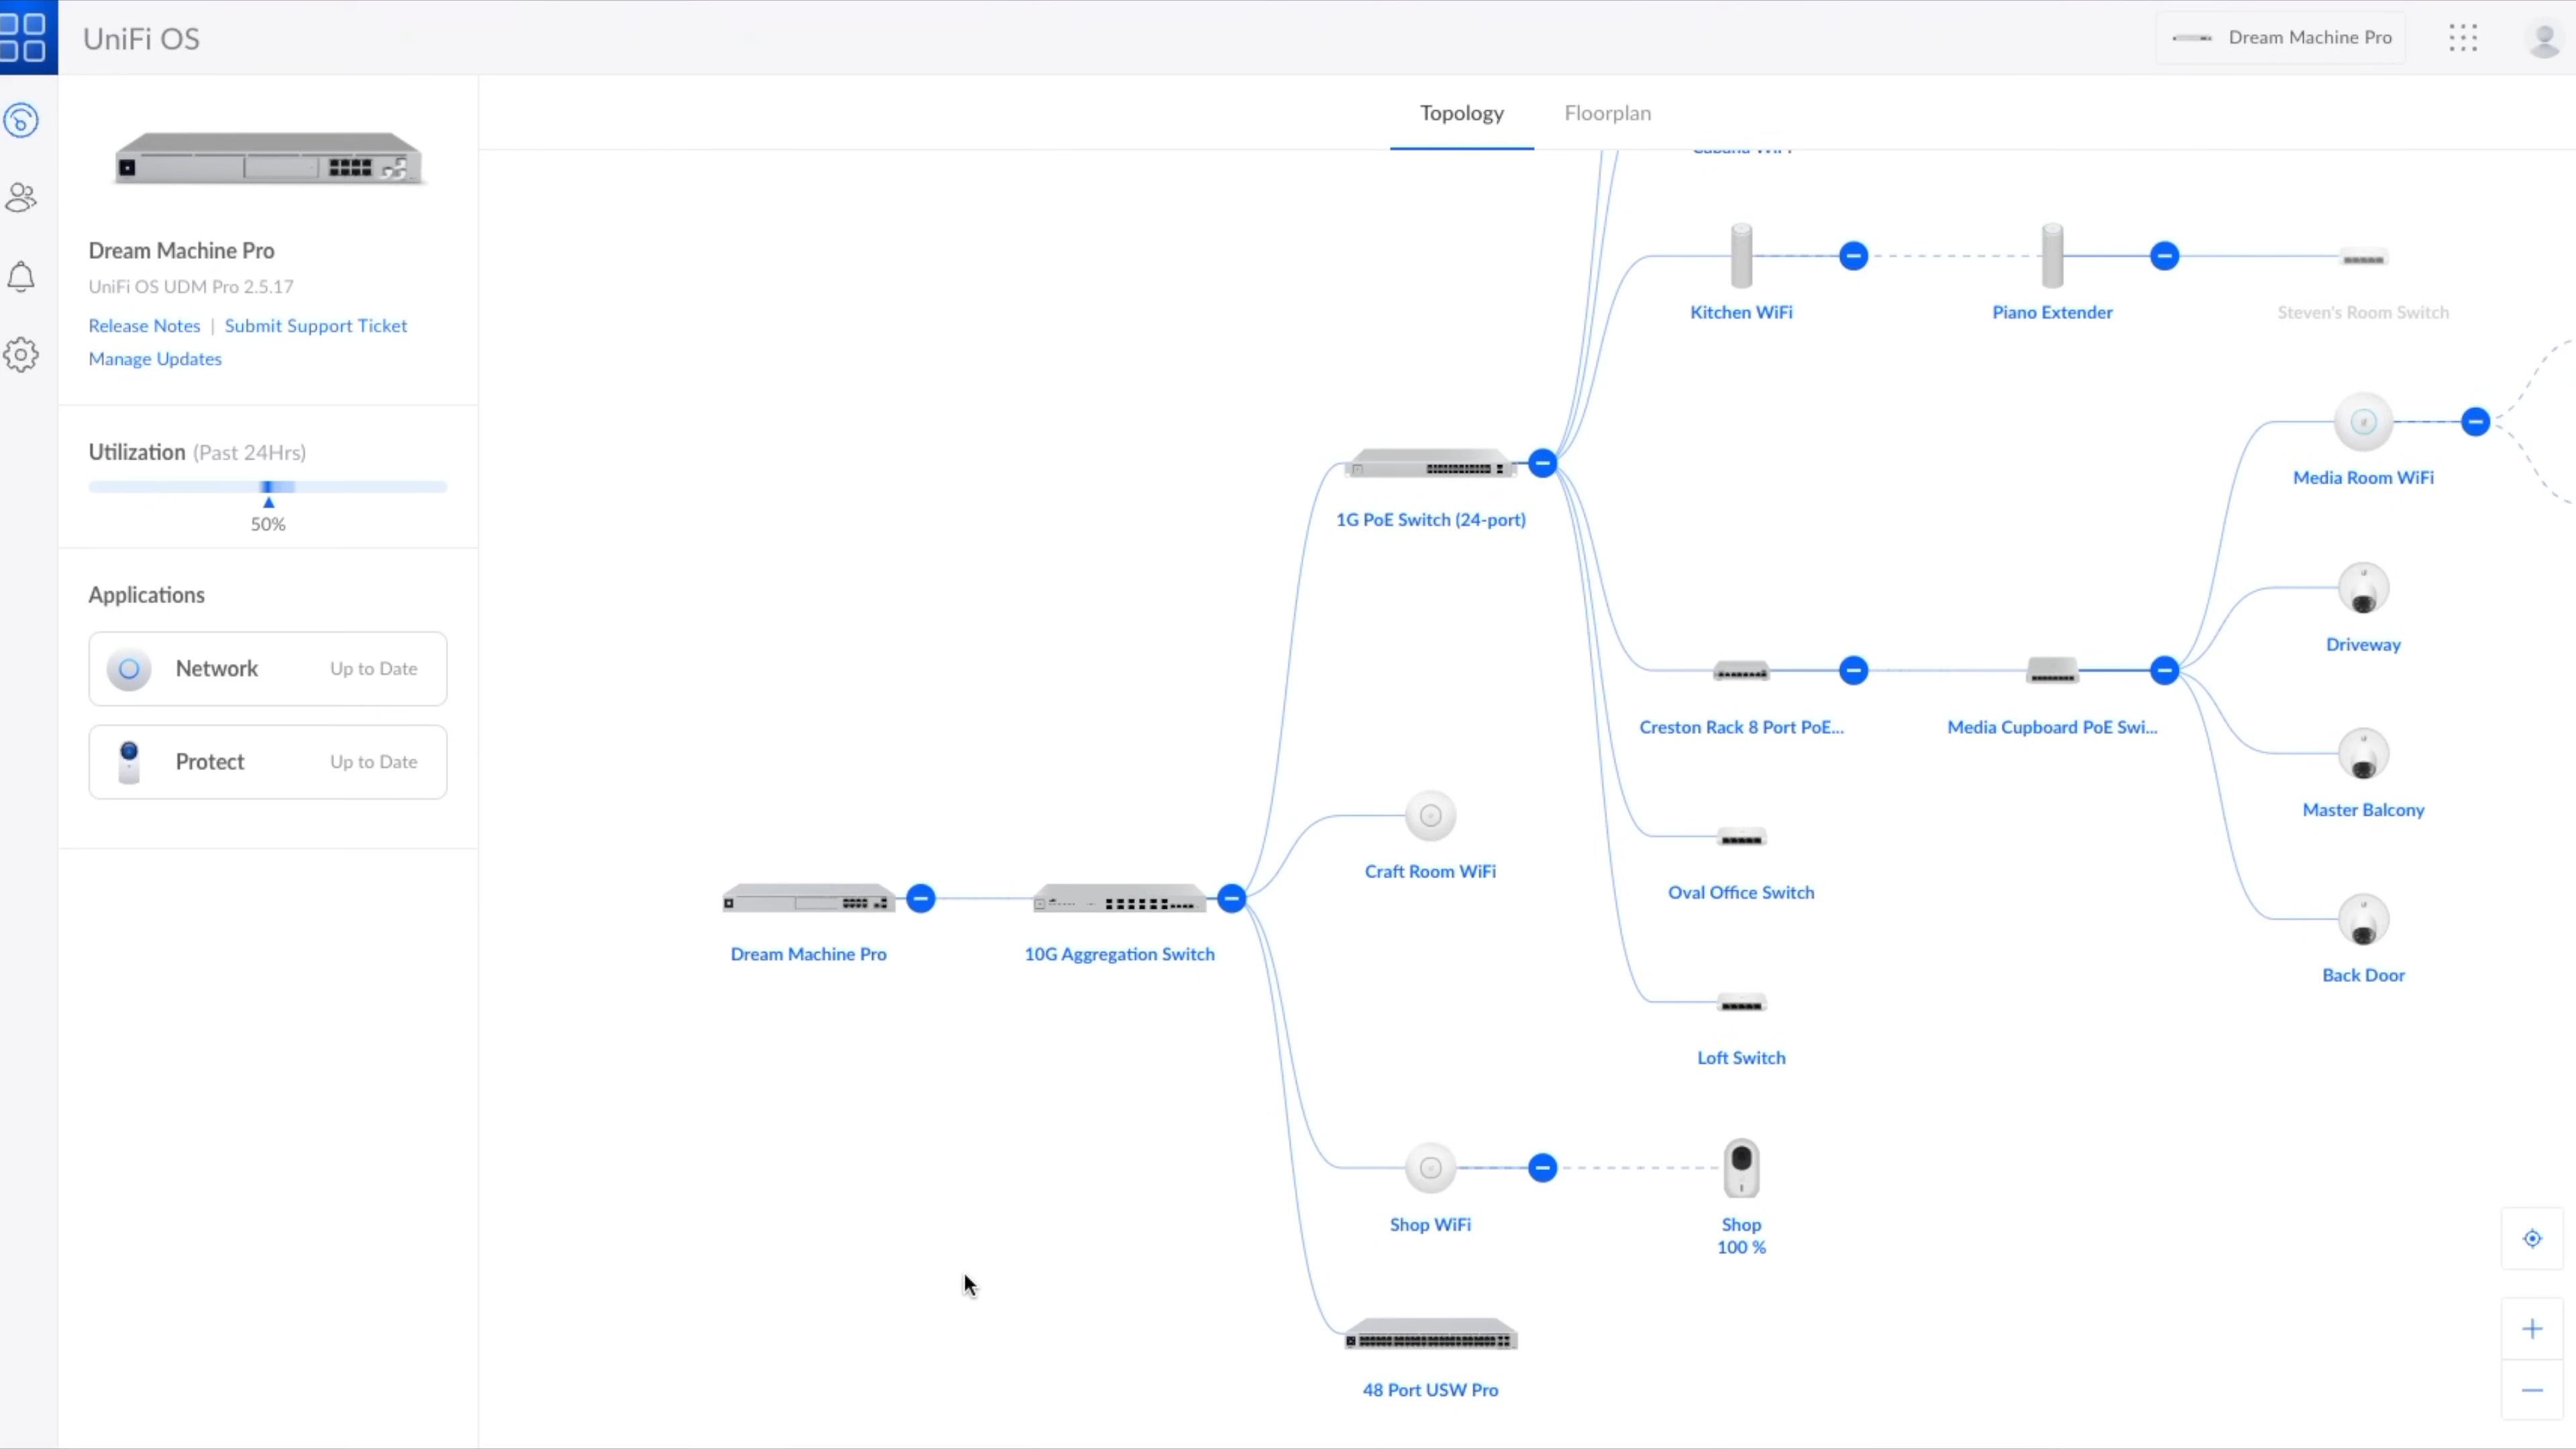 UniFi OS
Dream Machine Pro
Topology
Floorplan
Dream Machine Pro
UniFi OS UDM Pro 2.5.17
Release Notes | Submit Support Ticket
Manage Updates
Utilization (Past 24Hrs)
50%
Applications
Network Up to Date
Protect Up to Date
Kitchen WiFi
Piano Extender
Steven's Room Switch
Media Room WiFi
1G PoE Switch (24-port)
Driveway
Creston Rack 8 Port PoE...
Media Cupboard PoE Swi...
Master Balcony
Craft Room WiFi
Oval Office Switch
Dream Machine Pro
10G Aggregation Switch
Back Door
Loft Switch
Shop WiFi
Shop
100 %
48 Port USW Pro